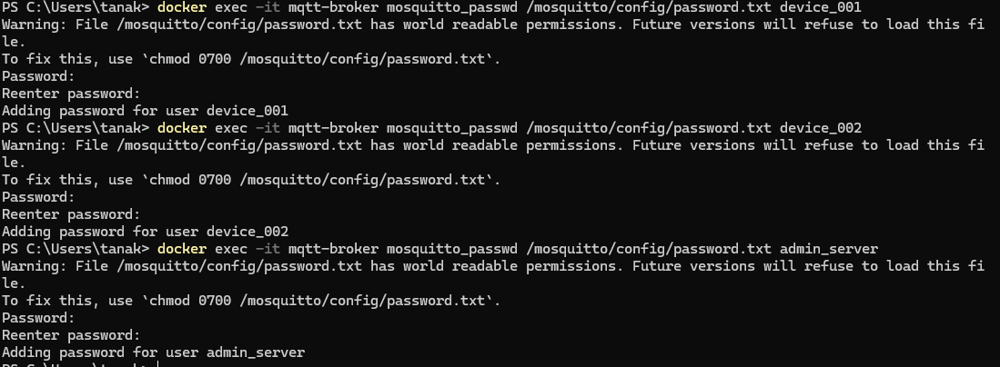 PS C:\Users\tanak> docker exec -it mqtt-broker mosquitto_passwd /mosquitto/config/password.txt device_001
Warning: File /mosquitto/config/password.txt has world readable permissions. Future versions will refuse to load this fi
le.
To fix this, use `chmod 0700 /mosquitto/config/password.txt`.
Password:
Reenter password:
Adding password for user device_001
PS C:\Users\tanak> docker exec -it mqtt-broker mosquitto_passwd /mosquitto/config/password.txt device_002
Warning: File /mosquitto/config/password.txt has world readable permissions. Future versions will refuse to load this fi
le.
To fix this, use `chmod 0700 /mosquitto/config/password.txt`.
Password:
Reenter password:
Adding password for user device_002
PS C:\Users\tanak> docker exec -it mqtt-broker mosquitto_passwd /mosquitto/config/password.txt admin_server
Warning: File /mosquitto/config/password.txt has world readable permissions. Future versions will refuse to load this fi
le.
To fix this, use `chmod 0700 /mosquitto/config/password.txt`.
Password:
Reenter password:
Adding password for user admin_server
PS C:\Users\tanak>